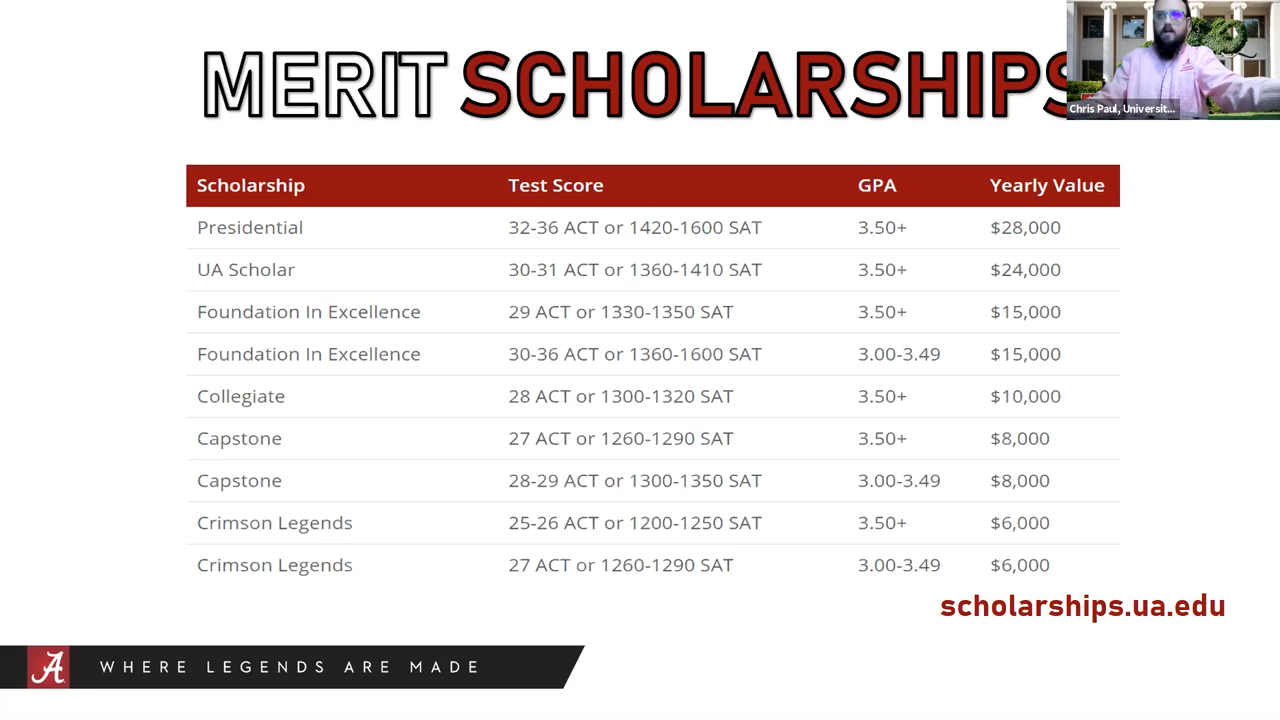 MERIT SCHOLARSHIPS
Chris Paul, Universit...
Scholarship Test Score GPA Yearly Value
Presidential 32-36 ACT or 1420-1600 SAT 3.50+ $28,000
UA Scholar 30-31 ACT or 1360-1410 SAT 3.50+ $24,000
Foundation In Excellence 29 ACT or 1330-1350 SAT 3.50+ $15,000
Foundation In Excellence 30-36 ACT or 1360-1600 SAT 3.00-3.49 $15,000
Collegiate 28 ACT or 1300-1320 SAT 3.50+ $10,000
Capstone 27 ACT or 1260-1290 SAT 3.50+ $8,000
Capstone 28-29 ACT or 1300-1350 SAT 3.00-3.49 $8,000
Crimson Legends 25-26 ACT or 1200-1250 SAT 3.50+ $6,000
Crimson Legends 27 ACT or 1260-1290 SAT 3.00-3.49 $6,000
scholarships.ua.edu
A WHERE LEGENDS ARE MADE